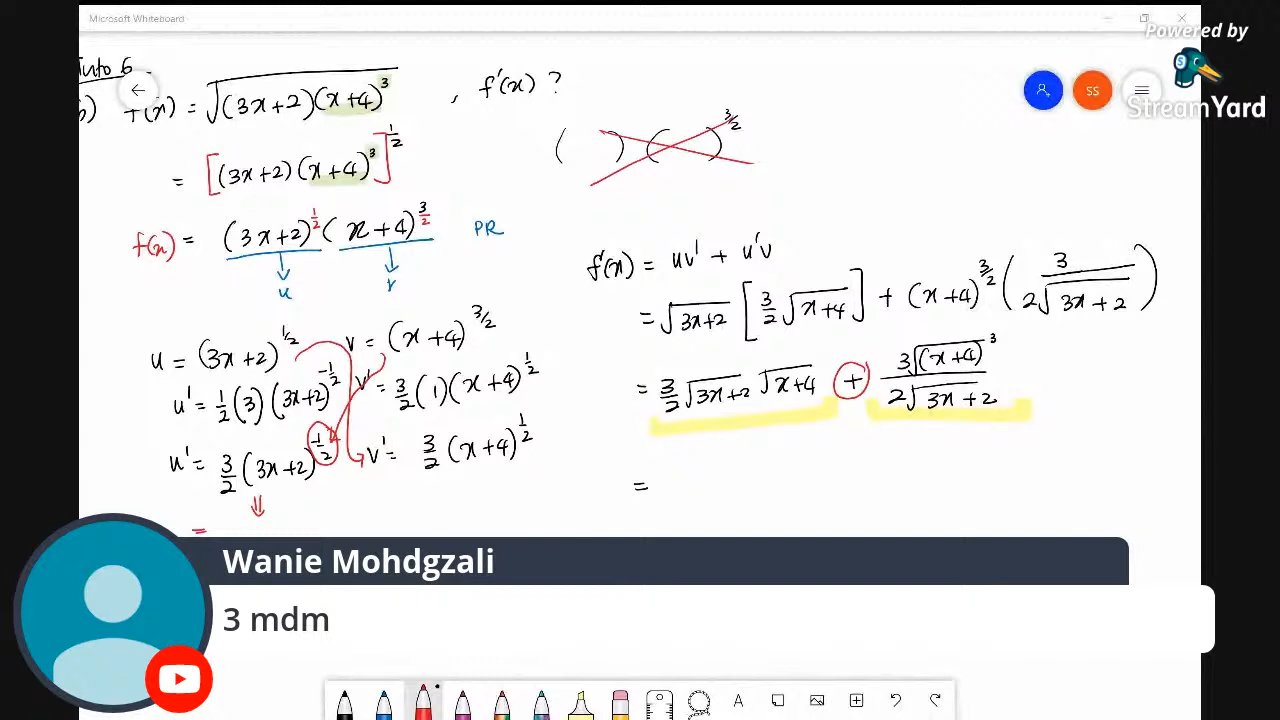 Microsoft Whiteboard
Powered by
StreamYard
Tuto 6
f(x) = √((3x+2)(x+4)³) , f'(x) ?
( ) ( )^3/2
= [(3x+2)(x+4)³]^1/2
f(x) = (3x+2)^1/2 (x+4)^3/2 PR
u v
u = (3x+2)^1/2 v = (x+4)^3/2
u' = 1/2 (3)(3x+2)^-1/2 v' = 3/2 (1)(x+4)^1/2
u' = 3/2 (3x+2)^-1/2 v' = 3/2 (x+4)^1/2
⇓
=
f'(x) = uv' + u'v
= √(3x+2) [3/2 √(x+4)] + (x+4)^3/2 (3 / 2√(3x+2))
= 3/2 √(3x+2) √(x+4) + 3√(x+4)³ / 2√(3x+2)
=
SS
Wanie Mohdgzali
3 mdm